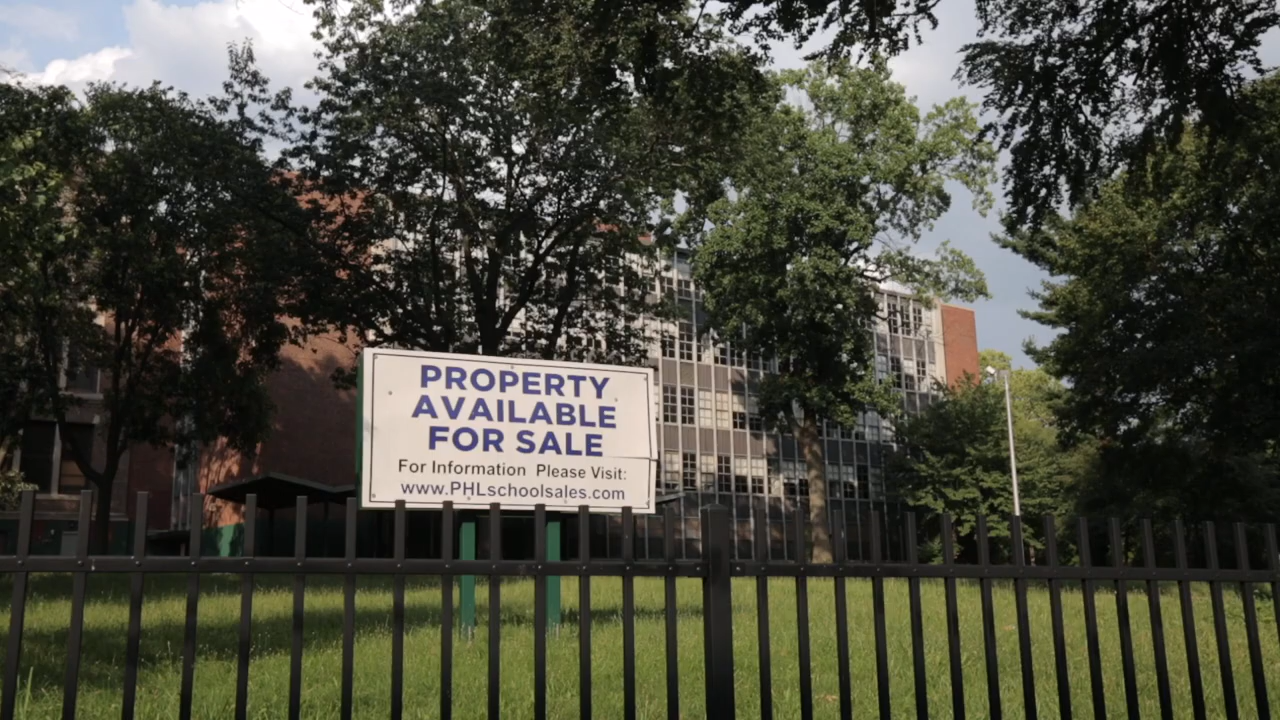 PROPERTY
AVAILABLE
FOR SALE
For Information Please Visit:
www.PHLschoolsales.com